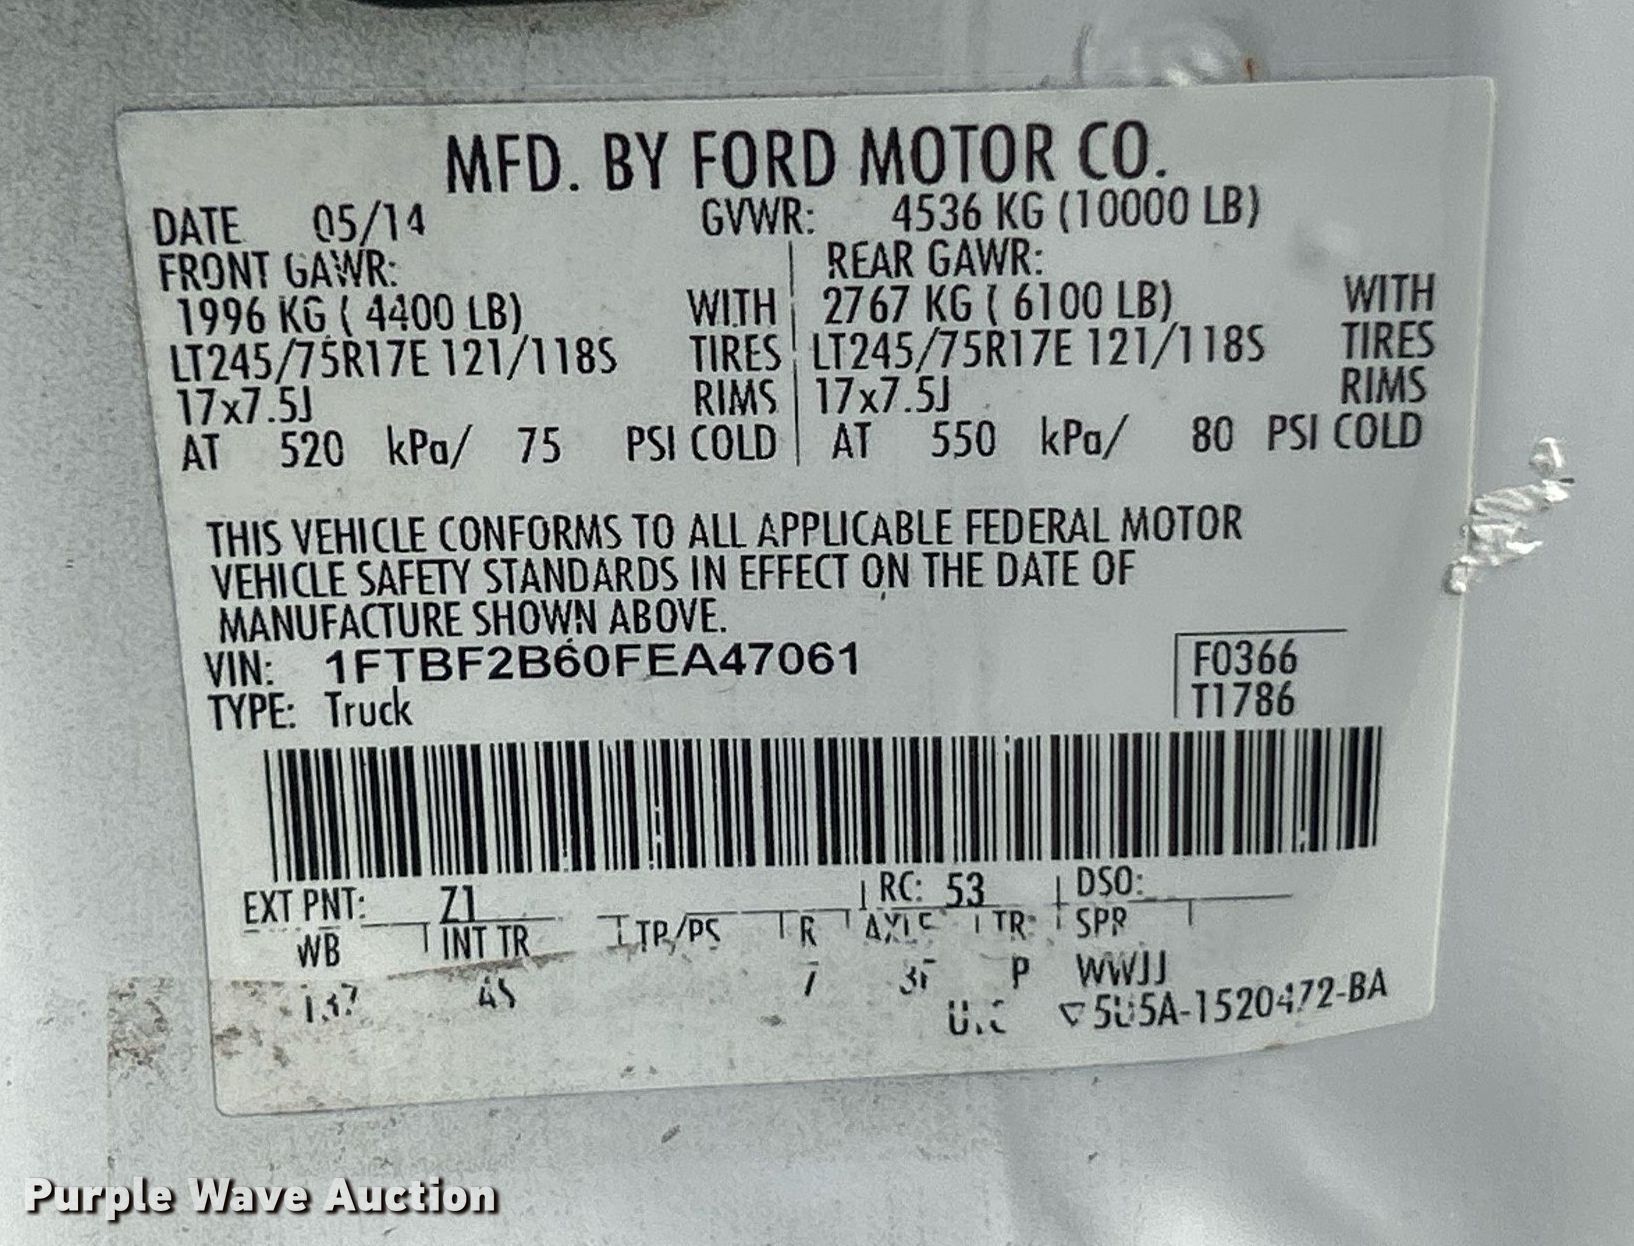 MFD. BY FORD MOTOR CO.
DATE 05/14 GVWR: 4536 KG (10000 LB)
FRONT GAWR: REAR GAWR:
1996 KG ( 4400 LB) WITH 2767 KG ( 6100 LB) WITH
LT245/75R17E 121/118S TIRES LT245/75R17E 121/118S TIRES
17x7.5J RIMS 17x7.5J RIMS
AT 520 kPa/ 75 PSI COLD AT 550 kPa/ 80 PSI COLD
THIS VEHICLE CONFORMS TO ALL APPLICABLE FEDERAL MOTOR
VEHICLE SAFETY STANDARDS IN EFFECT ON THE DATE OF
MANUFACTURE SHOWN ABOVE.
VIN: 1FTBF2B60FEA47061 F0366
TYPE: Truck T1786
EXT PNT: Z1 RC: 53 DSO:
WB INT TR TP/PS R AXLE TR SPR
137 4S P WWJJ
5U5A-1520472-BA
Purple Wave Auction